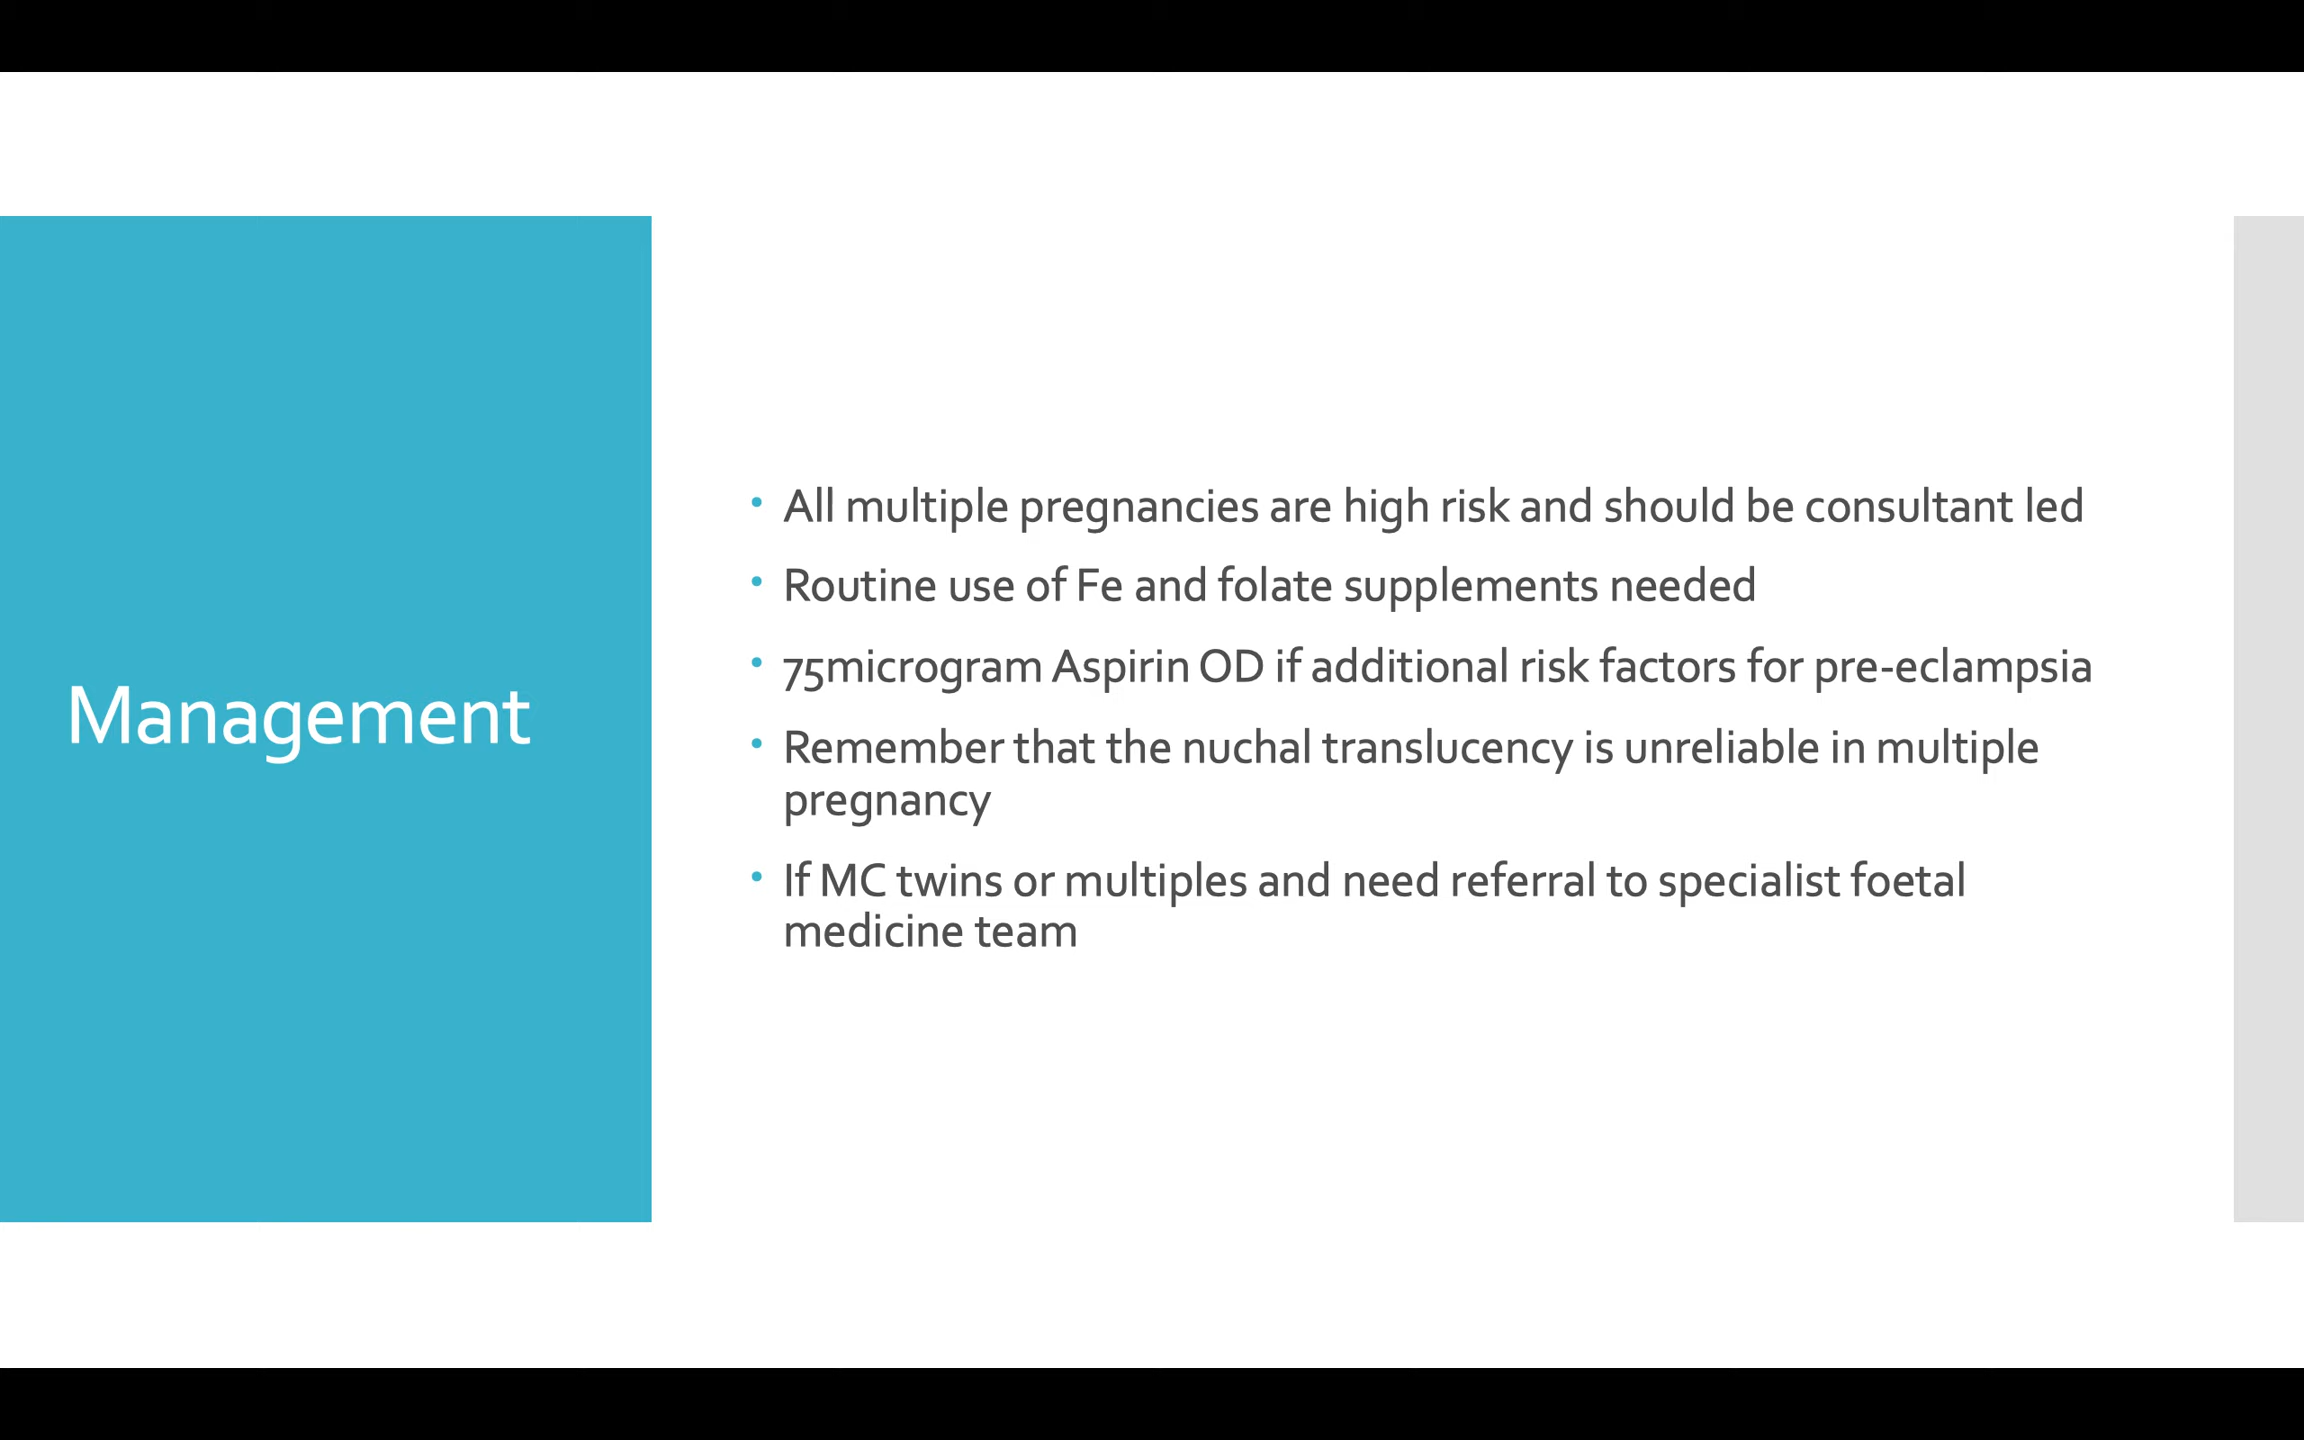 Management
• All multiple pregnancies are high risk and should be consultant led
• Routine use of Fe and folate supplements needed
• 75microgram Aspirin OD if additional risk factors for pre-eclampsia
• Remember that the nuchal translucency is unreliable in multiple
pregnancy
• If MC twins or multiples and need referral to specialist foetal
medicine team